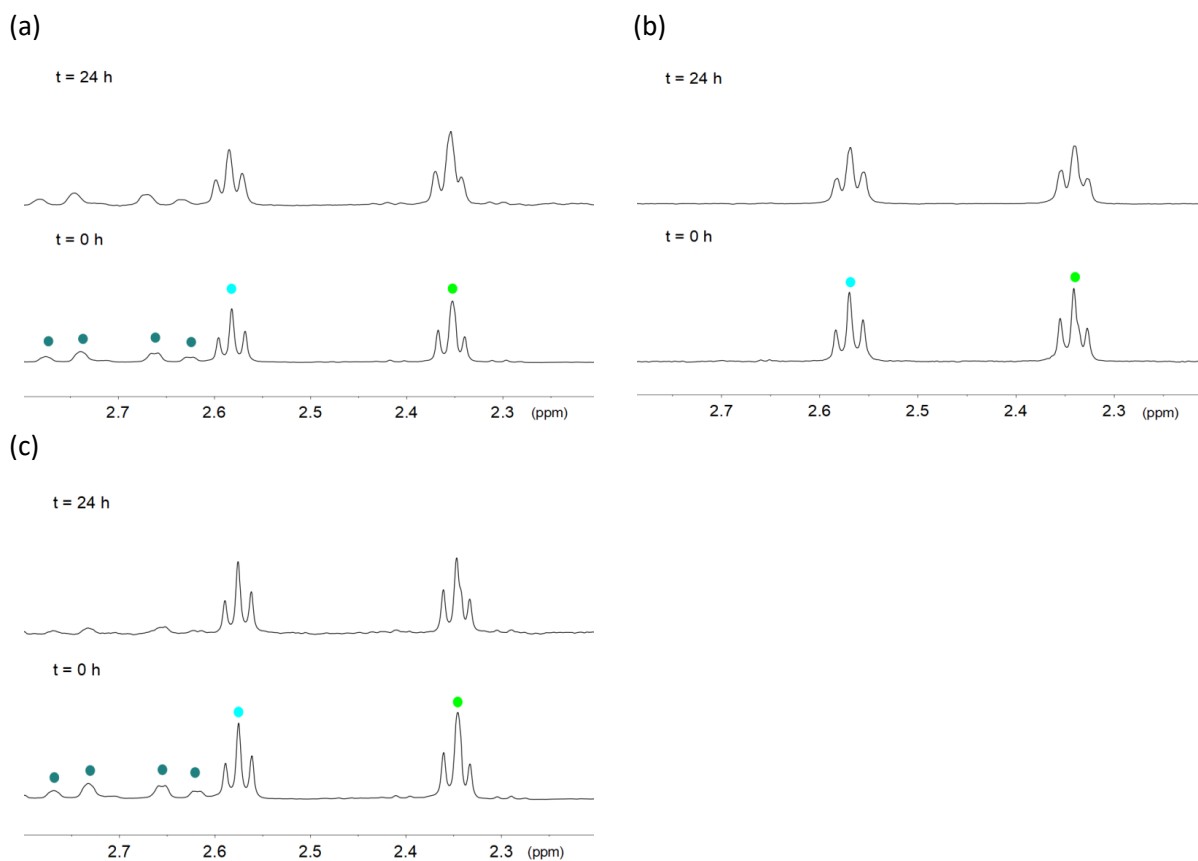 (a)
t = 24 h
t = 0 h
2.7 2.6 2.5 2.4 2.3 (ppm)
(b)
t = 24 h
t = 0 h
2.7 2.6 2.5 2.4 2.3 (ppm)
(c)
t = 24 h
t = 0 h
2.7 2.6 2.5 2.4 2.3 (ppm)